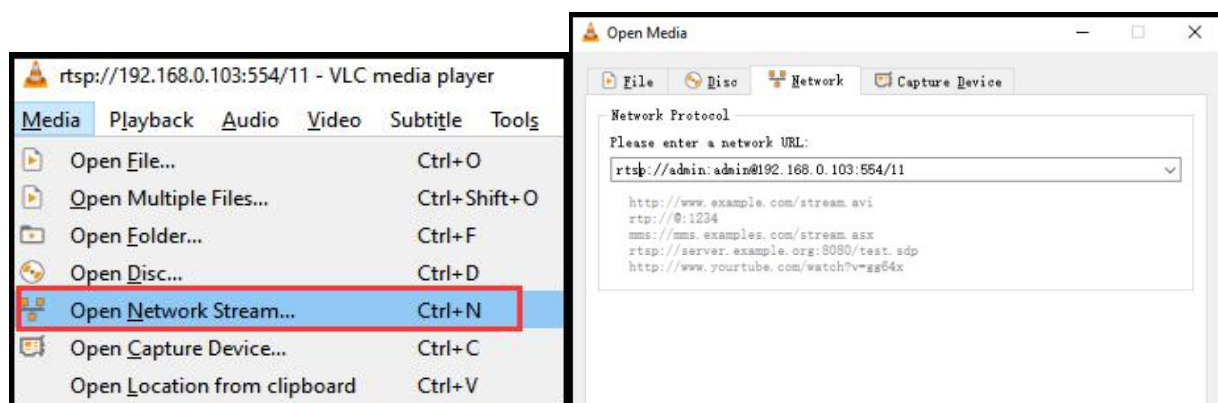 rtsp://192.168.0.103:554/11 - VLC media player
Media Playback Audio Video Subtitle Tools
Open File... Ctrl+O
Open Multiple Files... Ctrl+Shift+O
Open Folder... Ctrl+F
Open Disc... Ctrl+D
Open Network Stream... Ctrl+N
Open Capture Device... Ctrl+C
Open Location from clipboard Ctrl+V
Open Media
File Disc Network Capture Device
Network Protocol
Please enter a network URL:
rtsp://admin:admin@192.168.0.103:554/11
http://www.example.com/stream.avi
rtp://@:1234
mms://mms.examples.com/stream.asx
rtsp://server.example.org:8080/test.sdp
http://www.yourtube.com/watch?v=gg64x